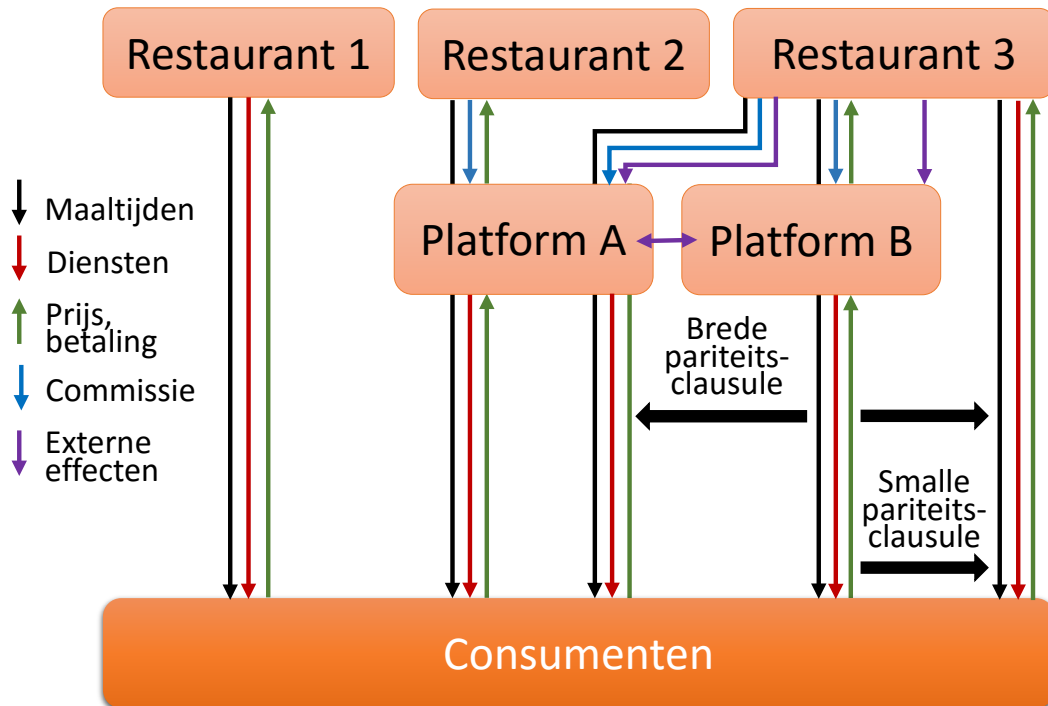 Restaurant 1
Restaurant 2
Restaurant 3
Platform A
Platform B
Maaltijden
Diensten
Prijs,
betaling
Commissie
Externe
effecten
Brede
pariteits-
clausule
Smalle
pariteits-
clausule
Consumenten